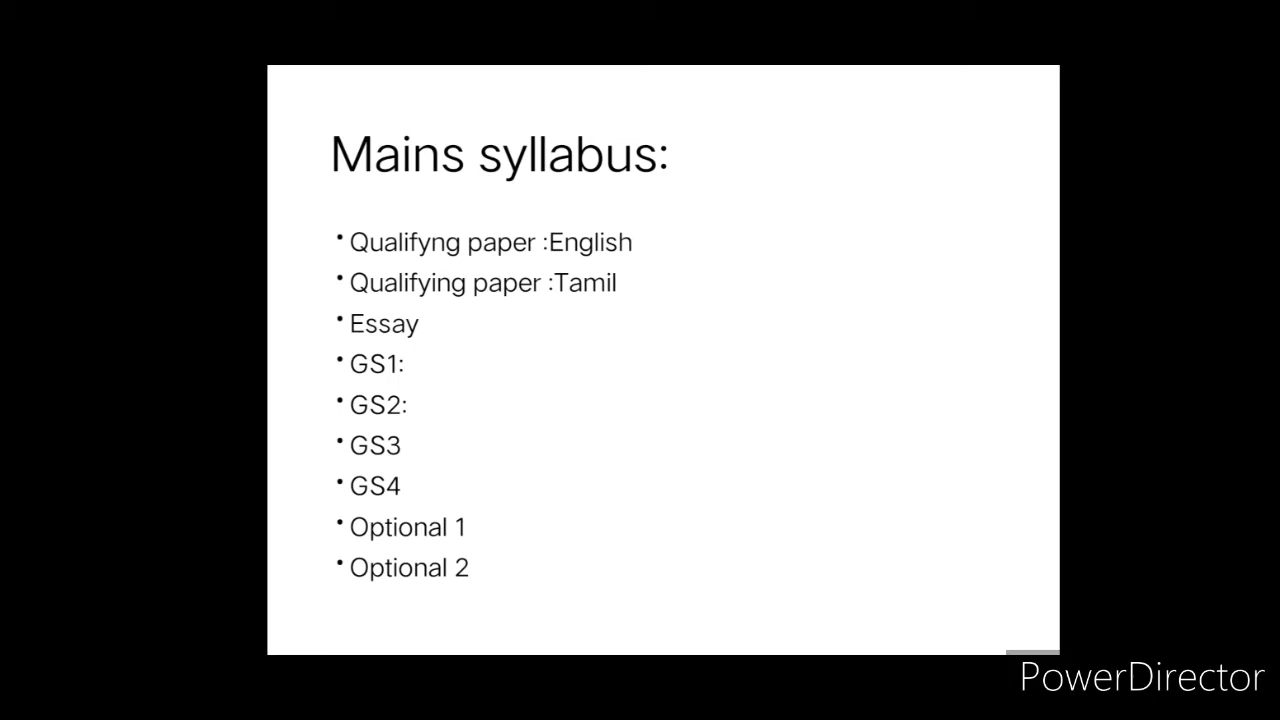 Mains syllabus:
• Qualifyng paper :English
• Qualifying paper :Tamil
• Essay
• GS1:
• GS2:
• GS3
• GS4
• Optional 1
• Optional 2
PowerDirector